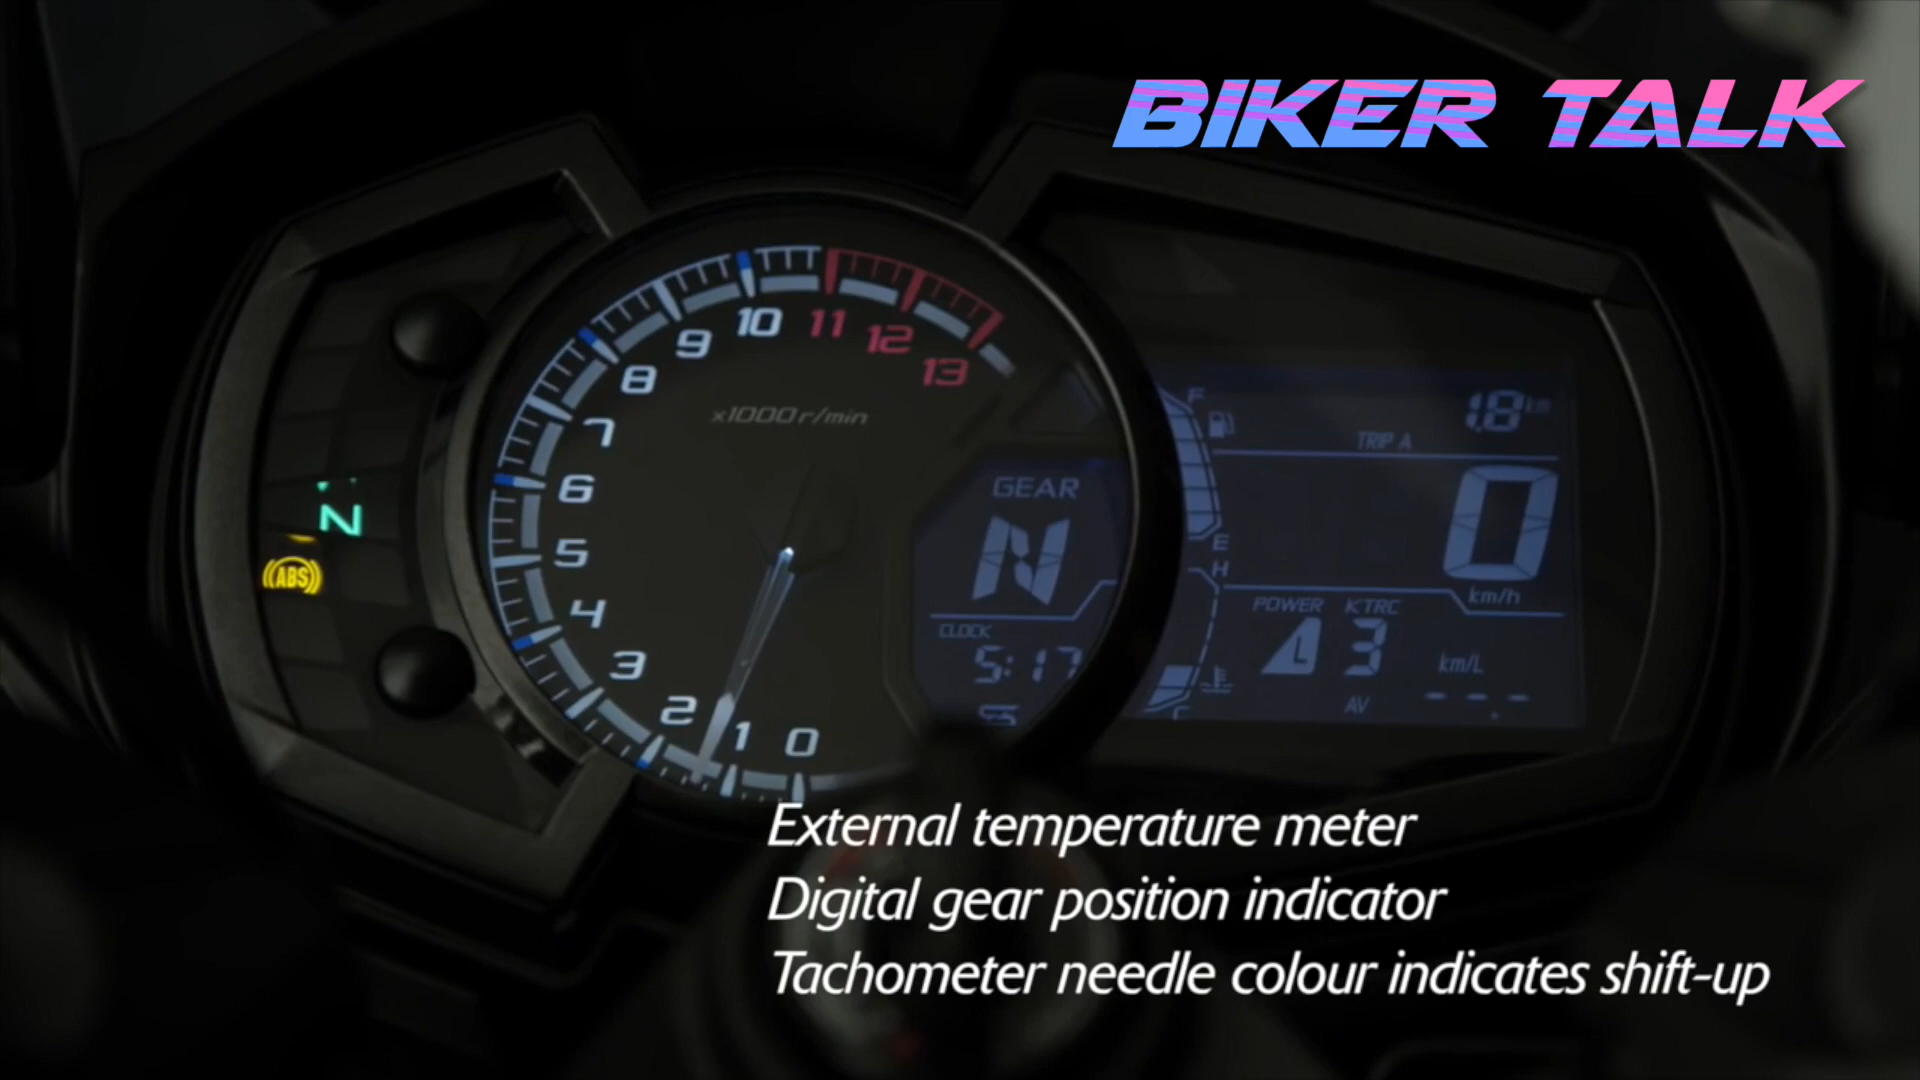 BIKER TALK
N
ABS
0
1
2
3
4
5
6
7
8
9
10
11
12
13
x1000 r/min
GEAR
N
CLOCK
5:17
F
E
H
C
1.8 km
TRIP A
0
km/h
POWER KTRC
L 3
km/L
AV
External temperature meter
Digital gear position indicator
Tachometer needle colour indicates shift-up